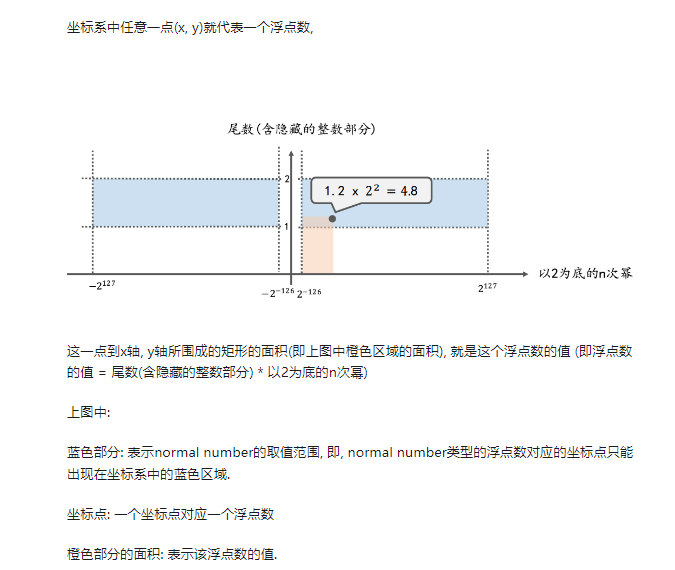 坐标系中任意一点(x, y)就代表一个浮点数,
尾数(含隐藏的整数部分)
2
1.2 x 2² = 4.8
1
以2为底的n次幂
−2¹²⁷
−2⁻¹²⁶
2⁻¹²⁶
2¹²⁷
这一点到x轴, y轴所围成的矩形的面积(即上图中橙色区域的面积), 就是这个浮点数的值 (即浮点数
的值 = 尾数(含隐藏的整数部分) * 以2为底的n次幂)
上图中:
蓝色部分: 表示normal number的取值范围, 即, normal number类型的浮点数对应的坐标点只能
出现在坐标系中的蓝色区域.
坐标点: 一个坐标点对应一个浮点数
橙色部分的面积: 表示该浮点数的值.